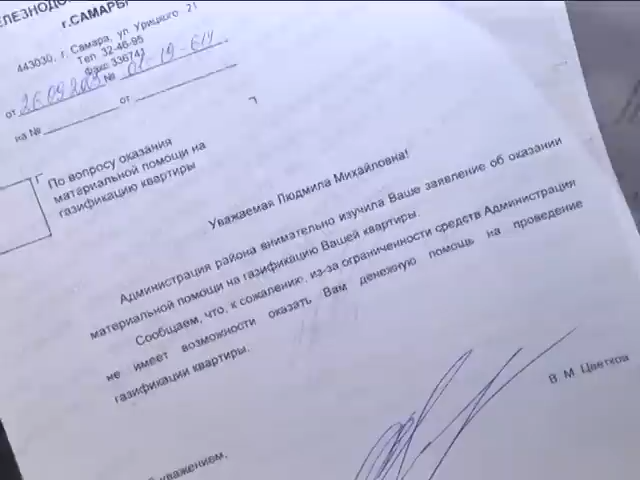 г.САМАРЫ
443030, г. Самара, ул. Урицкого 21
Тел 32-46-95
Факс 336741
от 26.09.20 № 01-19-614
на № от
По вопросу оказания
материальной помощи на
газификацию квартиры
Уважаемая Людмила Михайловна!
Администрация района внимательно изучила Ваше заявление об оказании
материальной помощи на газификацию Вашей квартиры.
Сообщаем, что, к сожалению, из-за ограниченности средств Администрация
не имеет возможности оказать Вам денежную помощь на проведение
газификации квартиры.
уважением,
В. М. Цветков